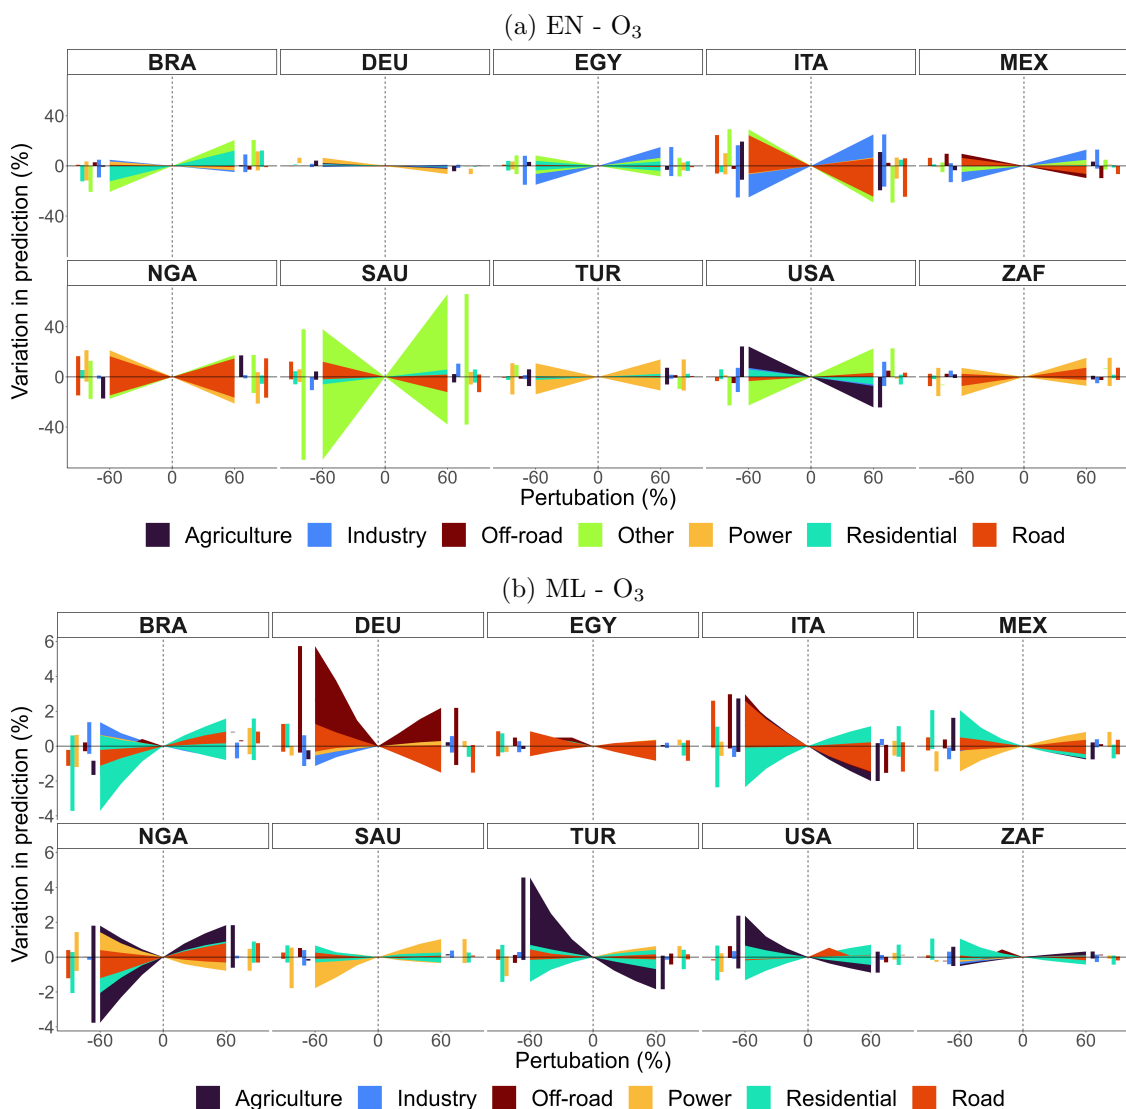 (a) EN - O3
BRA DEU EGY ITA MEX
40
0
-40
NGA SAU TUR USA ZAF
40
0
-40
Variation in prediction (%)
-60 0 60 -60 0 60 -60 0 60 -60 0 60 -60 0 60
Pertubation (%)
Agriculture Industry Off-road Other Power Residential Road
(b) ML - O3
BRA DEU EGY ITA MEX
6
4
2
0
-2
-4
NGA SAU TUR USA ZAF
6
4
2
0
-2
-4
Variation in prediction (%)
-60 0 60 -60 0 60 -60 0 60 -60 0 60 -60 0 60
Pertubation (%)
Agriculture Industry Off-road Power Residential Road